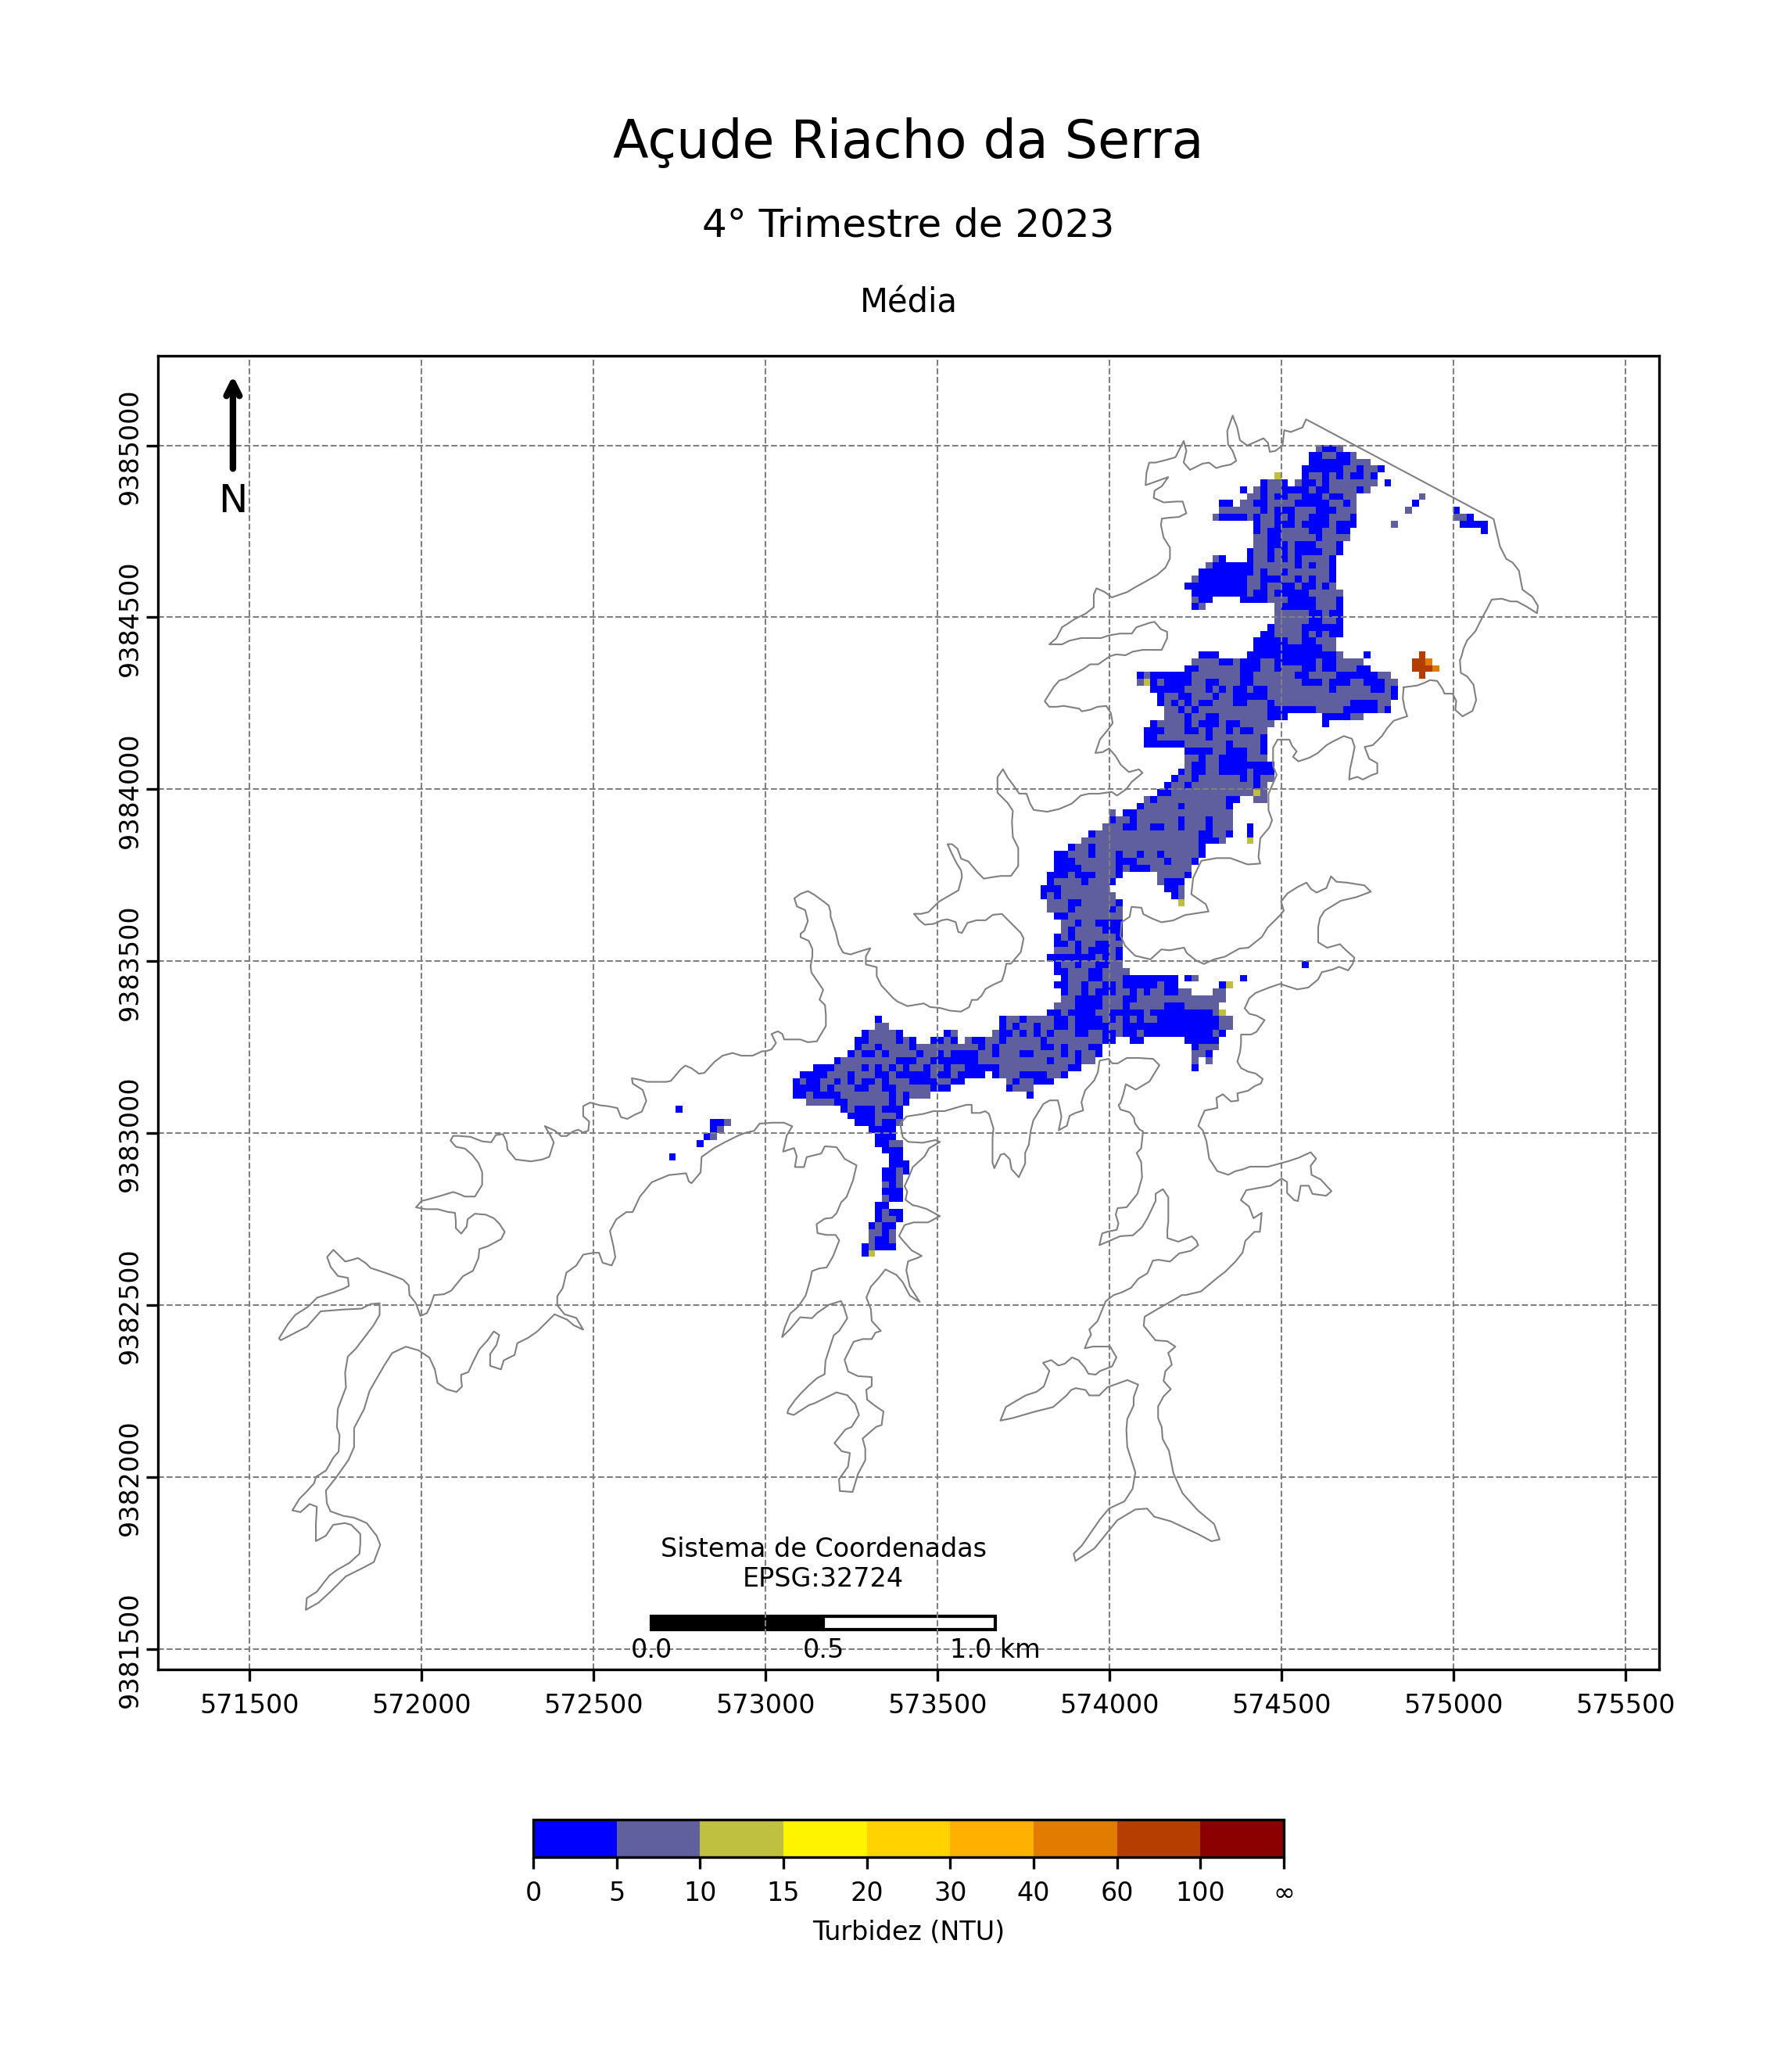 Açude Riacho da Serra
4° Trimestre de 2023
Média
N
9385000
9384500
9384000
9383500
9383000
9382500
9382000
9381500
Sistema de Coordenadas
EPSG:32724
0.0 0.5 1.0 km
571500 572000 572500 573000 573500 574000 574500 575000 575500
0 5 10 15 20 30 40 60 100 ∞
Turbidez (NTU)